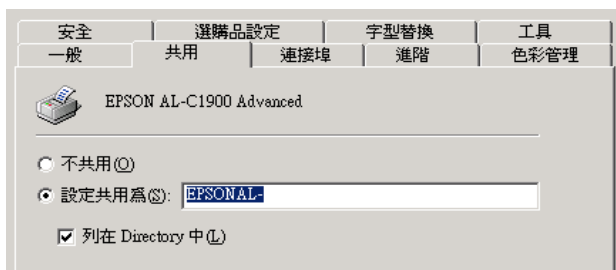 安全 選購品設定 字型替換 工具
一般 共用 連接埠 進階 色彩管理
EPSON AL-C1900 Advanced
不共用(O)
設定共用為(S): EPSONAL-
列在 Directory 中(L)